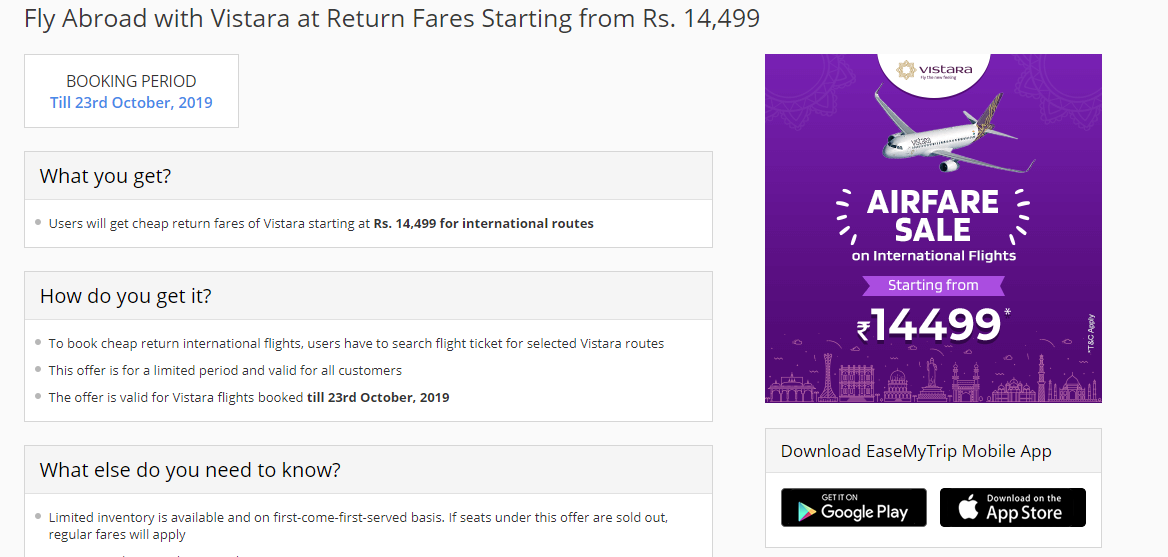 Fly Abroad with Vistara at Return Fares Starting from Rs. 14,499
BOOKING PERIOD
Till 23rd October, 2019
What you get?
Users will get cheap return fares of Vistara starting at Rs. 14,499 for international routes
How do you get it?
To book cheap return international flights, users have to search flight ticket for selected Vistara routes
This offer is for a limited period and valid for all customers
The offer is valid for Vistara flights booked till 23rd October, 2019
What else do you need to know?
Limited inventory is available and on first-come-first-served basis. If seats under this offer are sold out,
regular fares will apply
VISTARA
Fly the new feeling
vistara
AIRFARE
SALE
on International Flights
Starting from
₹14499*
*T&C Apply
Download EaseMyTrip Mobile App
GET IT ON
Google Play
Download on the
App Store